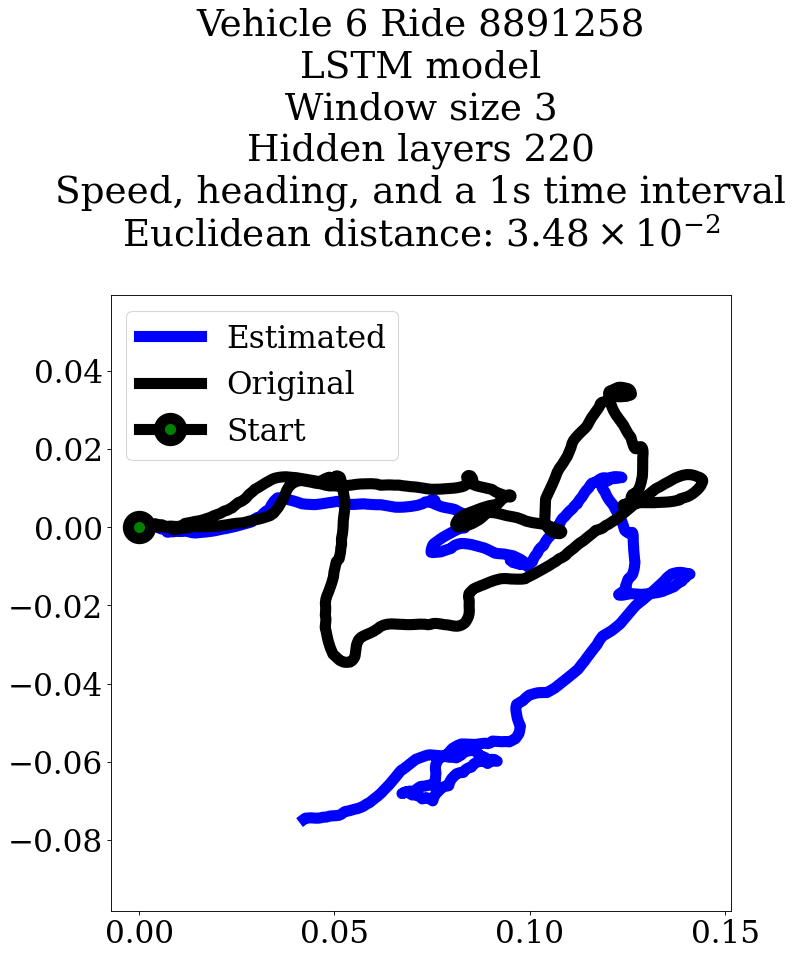 Vehicle 6 Ride 8891258
LSTM model
Window size 3
Hidden layers 220
Speed, heading, and a 1s time interval
Euclidean distance: 3.48 × 10⁻²
Estimated
Original
Start
0.04
0.02
0.00
−0.02
−0.04
−0.06
−0.08
0.00 0.05 0.10 0.15